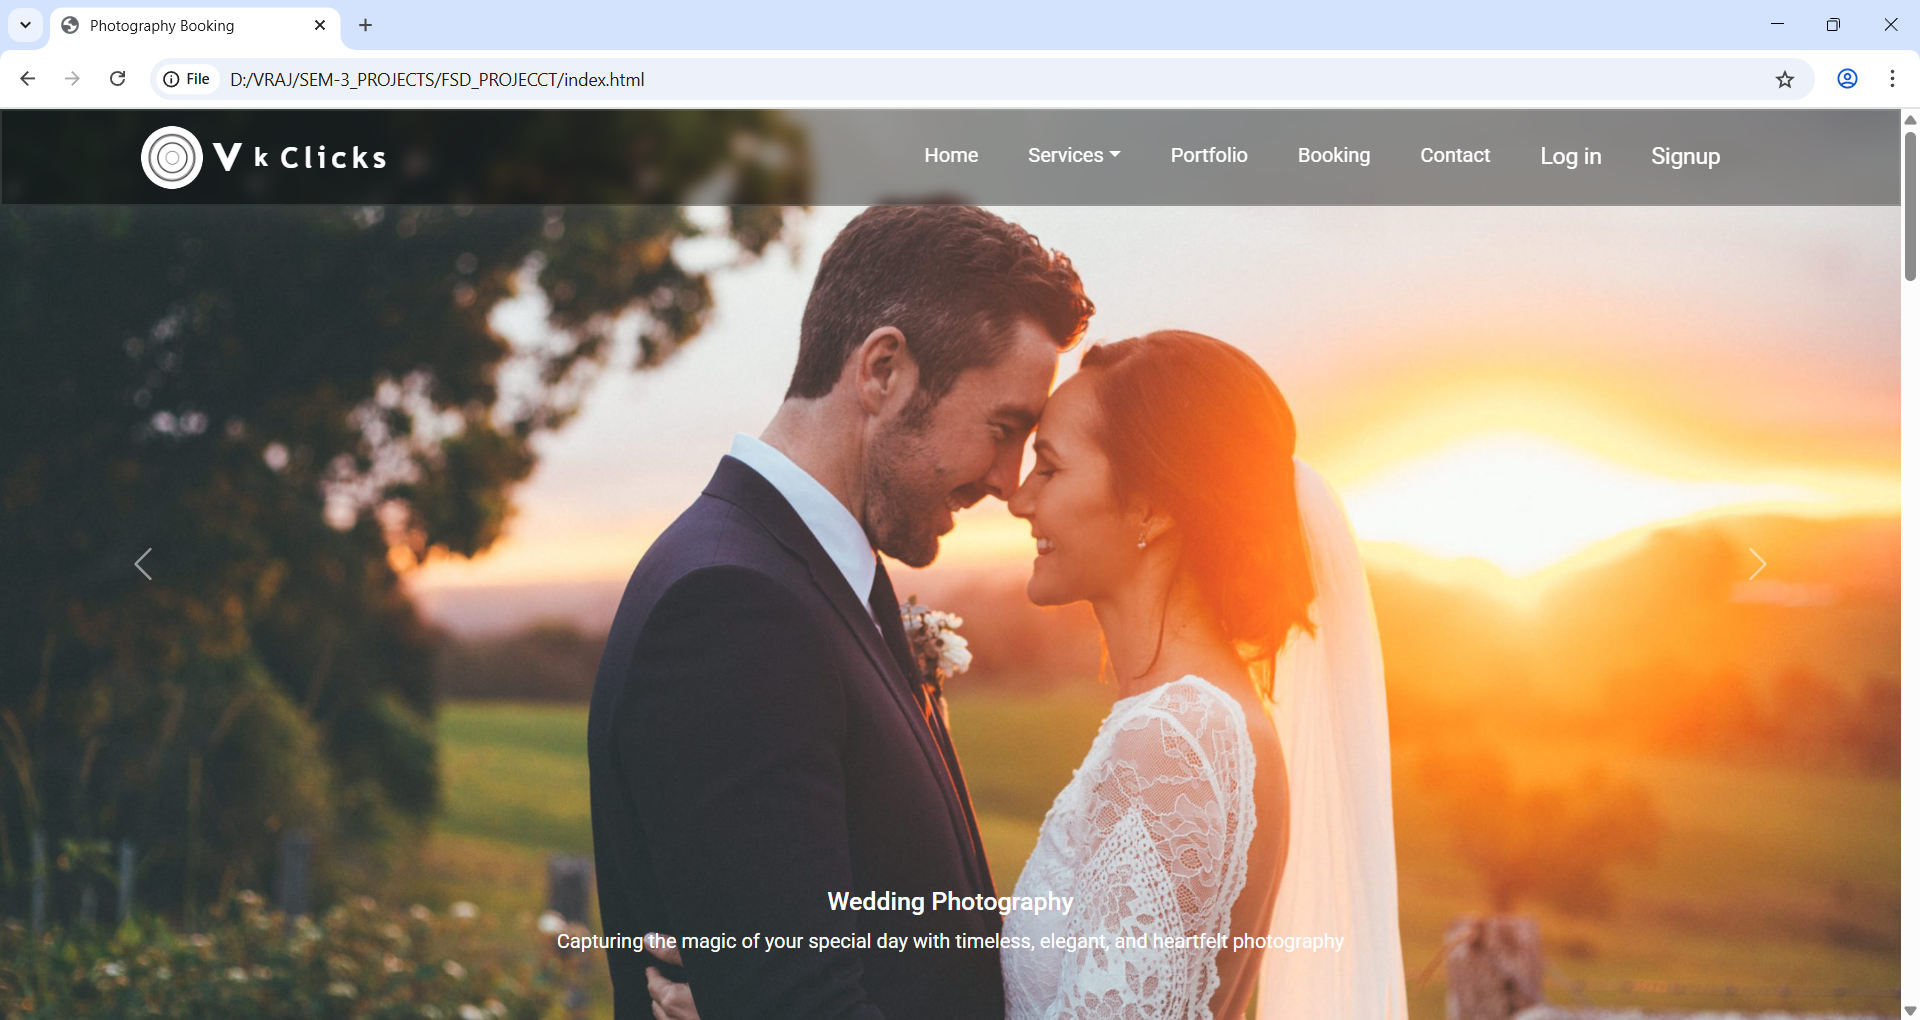 Photography Booking
File D:/VRAJ/SEM-3_PROJECTS/FSD_PROJECCT/index.html
V k Clicks
Home Services Portfolio Booking Contact Log in Signup
Wedding Photography
Capturing the magic of your special day with timeless, elegant, and heartfelt photography